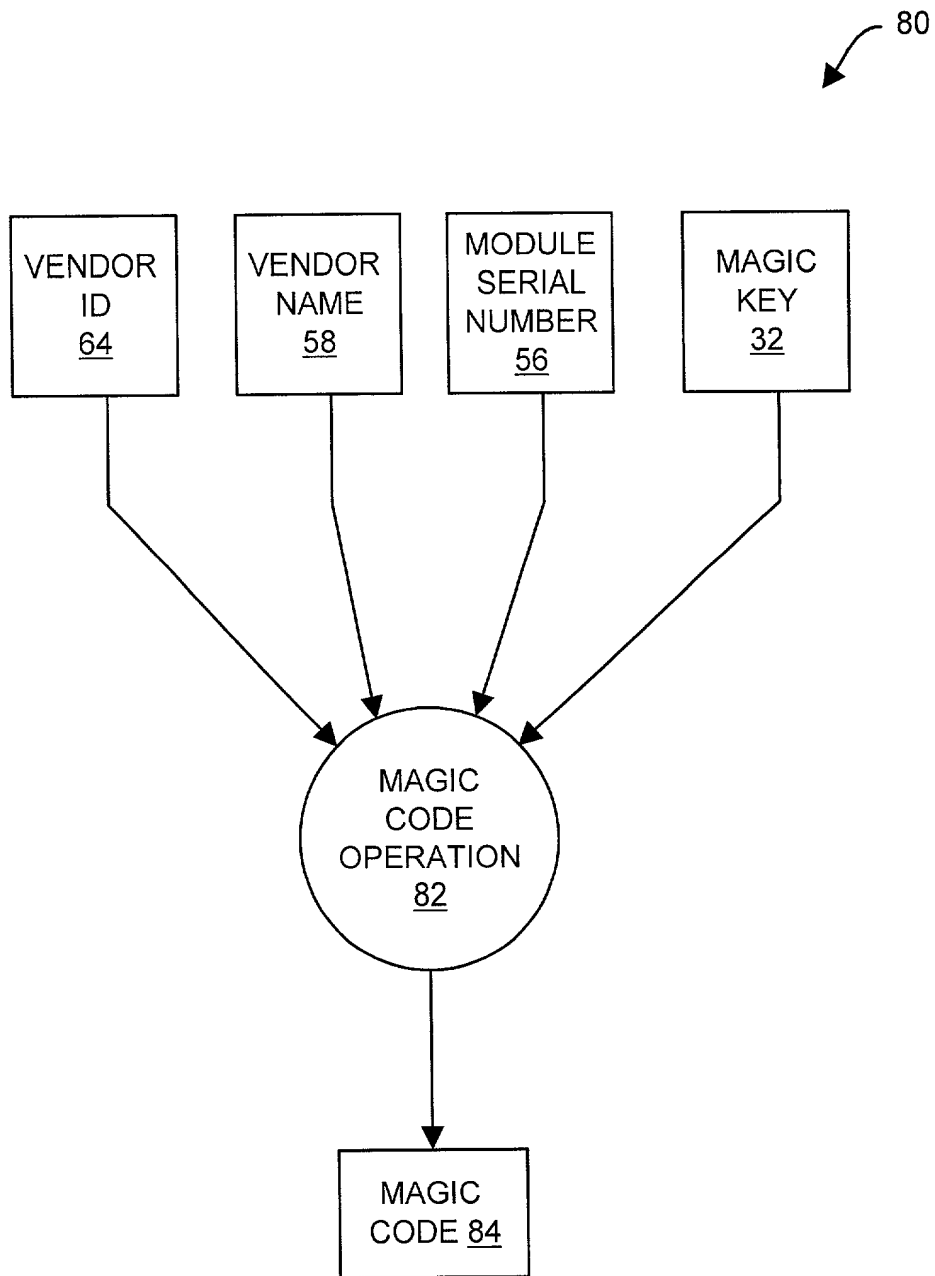 80
VENDOR
ID
64
VENDOR
NAME
58
MODULE
SERIAL
NUMBER
56
MAGIC
KEY
32
MAGIC
CODE
OPERATION
82
MAGIC
CODE 84